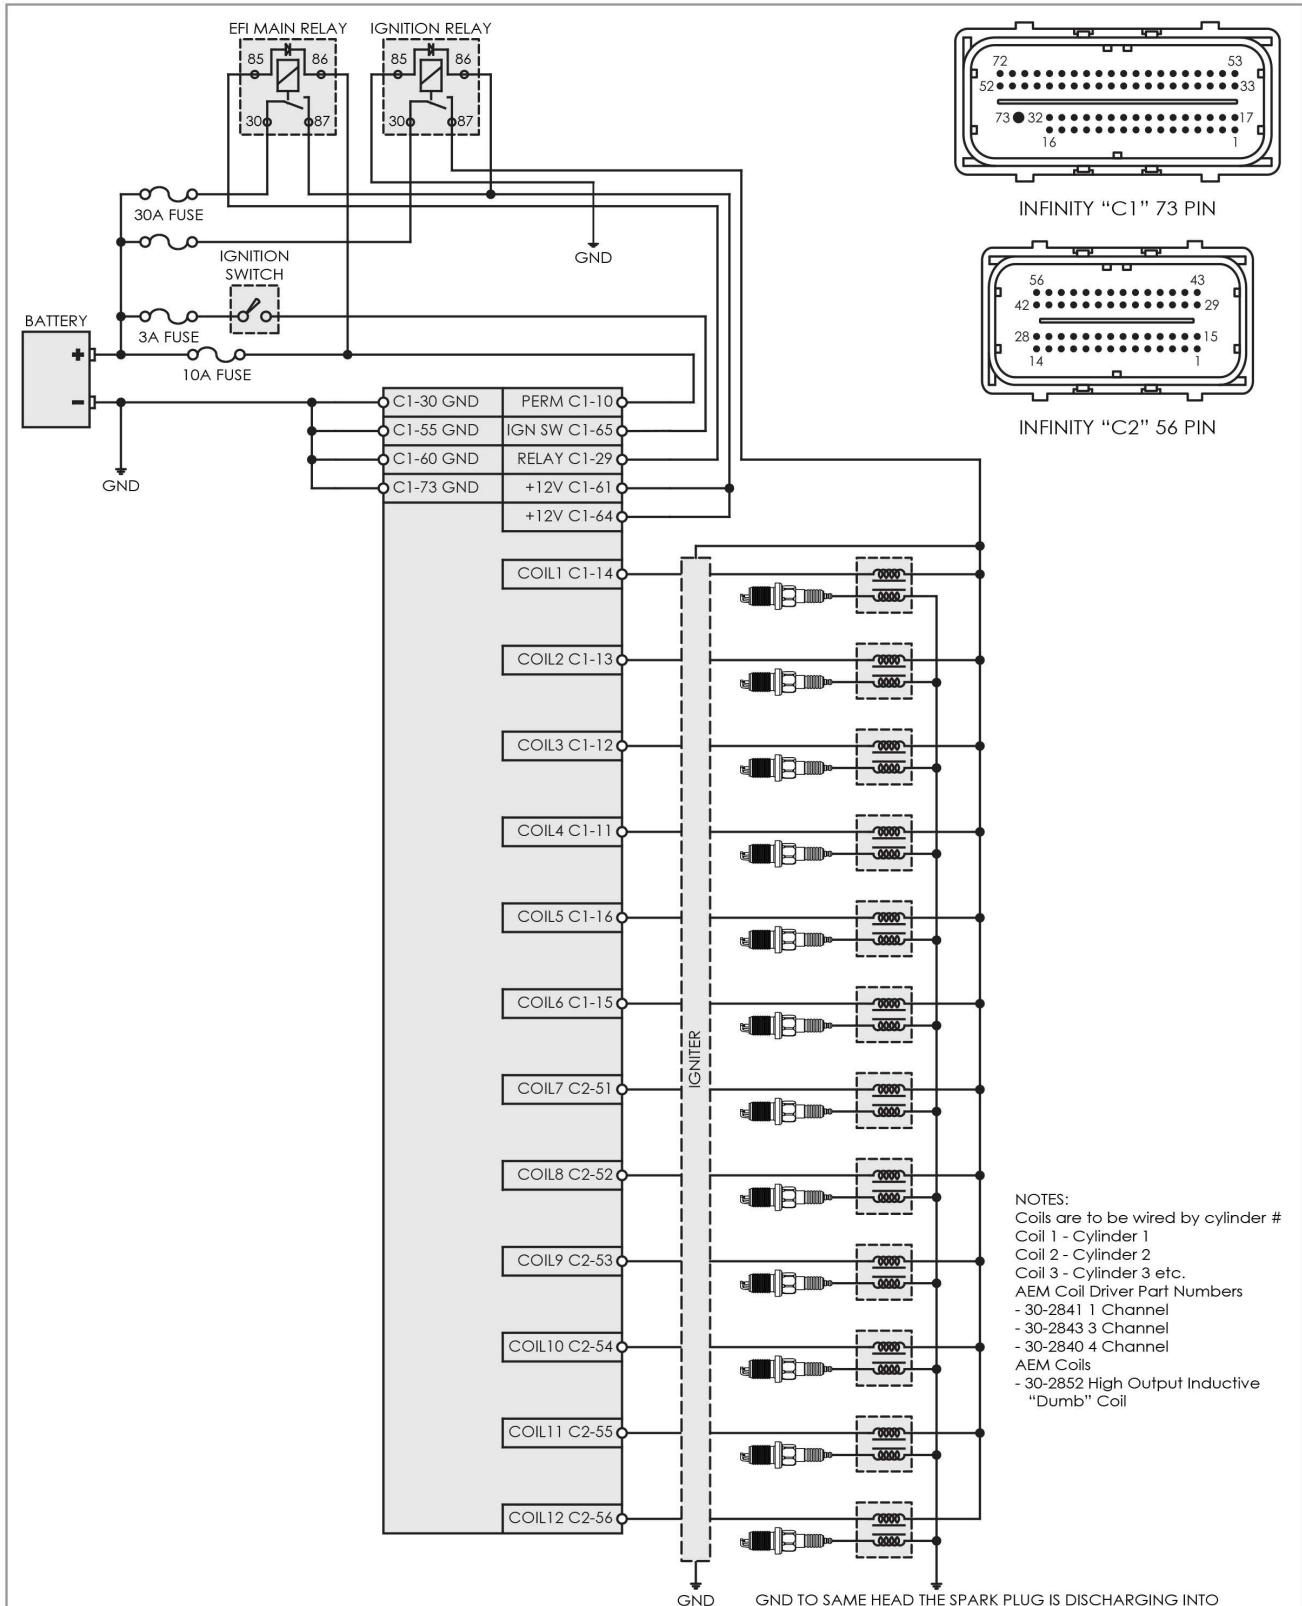 EFI MAIN RELAY
IGNITION RELAY
85 86
30 87
85 86
30 87
72 53
52 33
73 32 17
16 1
INFINITY “C1” 73 PIN
56 43
42 29
28 15
14 1
INFINITY “C2” 56 PIN
30A FUSE
GND
IGNITION
SWITCH
3A FUSE
BATTERY
+
-
10A FUSE
GND
C1-30 GND PERM C1-10
C1-55 GND IGN SW C1-65
C1-60 GND RELAY C1-29
C1-73 GND +12V C1-61
+12V C1-64
COIL1 C1-14
COIL2 C1-13
COIL3 C1-12
COIL4 C1-11
COIL5 C1-16
COIL6 C1-15
COIL7 C2-51
COIL8 C2-52
COIL9 C2-53
COIL10 C2-54
COIL11 C2-55
COIL12 C2-56
IGNITER
NOTES:
Coils are to be wired by cylinder #
Coil 1 - Cylinder 1
Coil 2 - Cylinder 2
Coil 3 - Cylinder 3 etc.
AEM Coil Driver Part Numbers
- 30-2841 1 Channel
- 30-2843 3 Channel
- 30-2840 4 Channel
AEM Coils
- 30-2852 High Output Inductive
“Dumb” Coil
GND
GND TO SAME HEAD THE SPARK PLUG IS DISCHARGING INTO